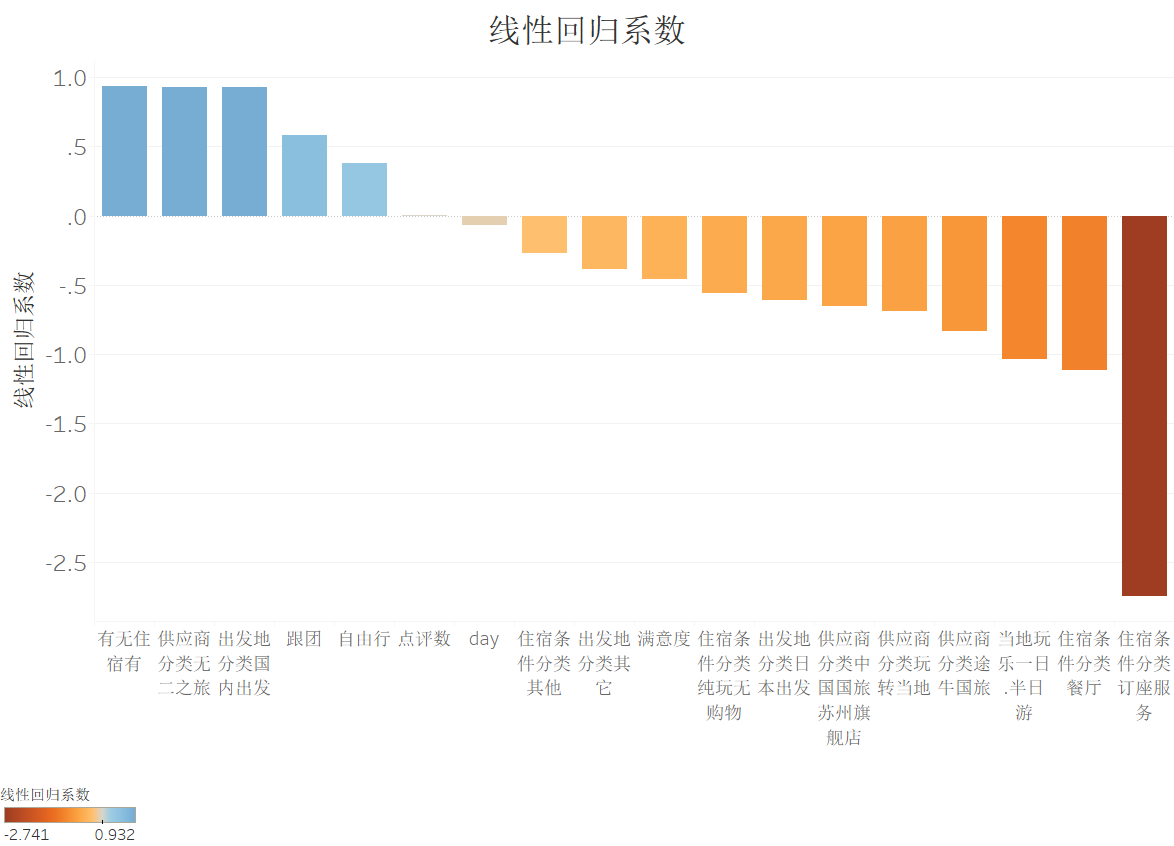 线性回归系数
1.0
.5
.0
-.5
-1.0
-1.5
-2.0
-2.5
线性回归系数
有无住
宿有
供应商
分类无
二之旅
出发地
分类国
内出发
跟团
自由行
点评数
day
住宿条
件分类
其他
出发地
分类其
它
满意度
住宿条
件分类
纯玩无
购物
出发地
分类日
本出发
供应商
分类中
国国旅
苏州旗
舰店
供应商
分类玩
转当地
供应商
分类途
牛国旅
当地玩
乐一日
.半日
游
住宿条
件分类
餐厅
住宿条
件分类
订座服
务
线性回归系数
-2.741
0.932